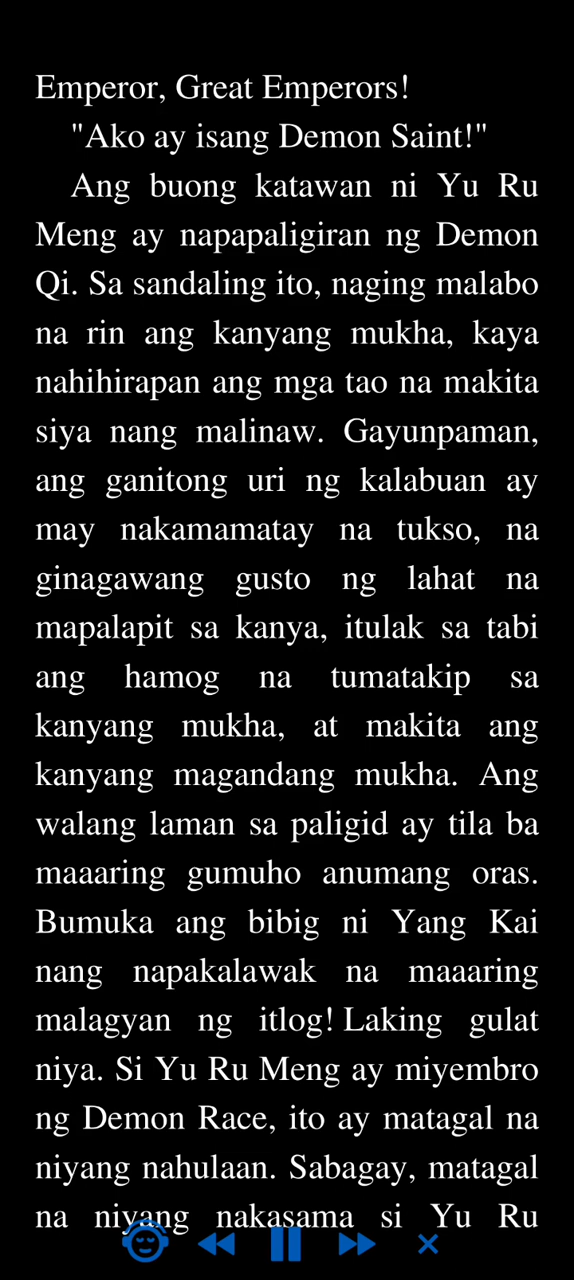 Emperor, Great Emperors!
"Ako ay isang Demon Saint!"
Ang buong katawan ni Yu Ru
Meng ay napapaligiran ng Demon
Qi. Sa sandaling ito, naging malabo
na rin ang kanyang mukha, kaya
nahihirapan ang mga tao na makita
siya nang malinaw. Gayunpaman,
ang ganitong uri ng kalabuan ay
may nakamamatay na tukso, na
ginagawang gusto ng lahat na
mapalapit sa kanya, itulak sa tabi
ang hamog na tumatakip sa
kanyang mukha, at makita ang
kanyang magandang mukha. Ang
walang laman sa paligid ay tila ba
maaaring gumuho anumang oras.
Bumuka ang bibig ni Yang Kai
nang napakalawak na maaaring
malagyan ng itlog! Laking gulat
niya. Si Yu Ru Meng ay miyembro
ng Demon Race, ito ay matagal na
niyang nahulaan. Sabagay, matagal
na niyang nakasama si Yu Ru